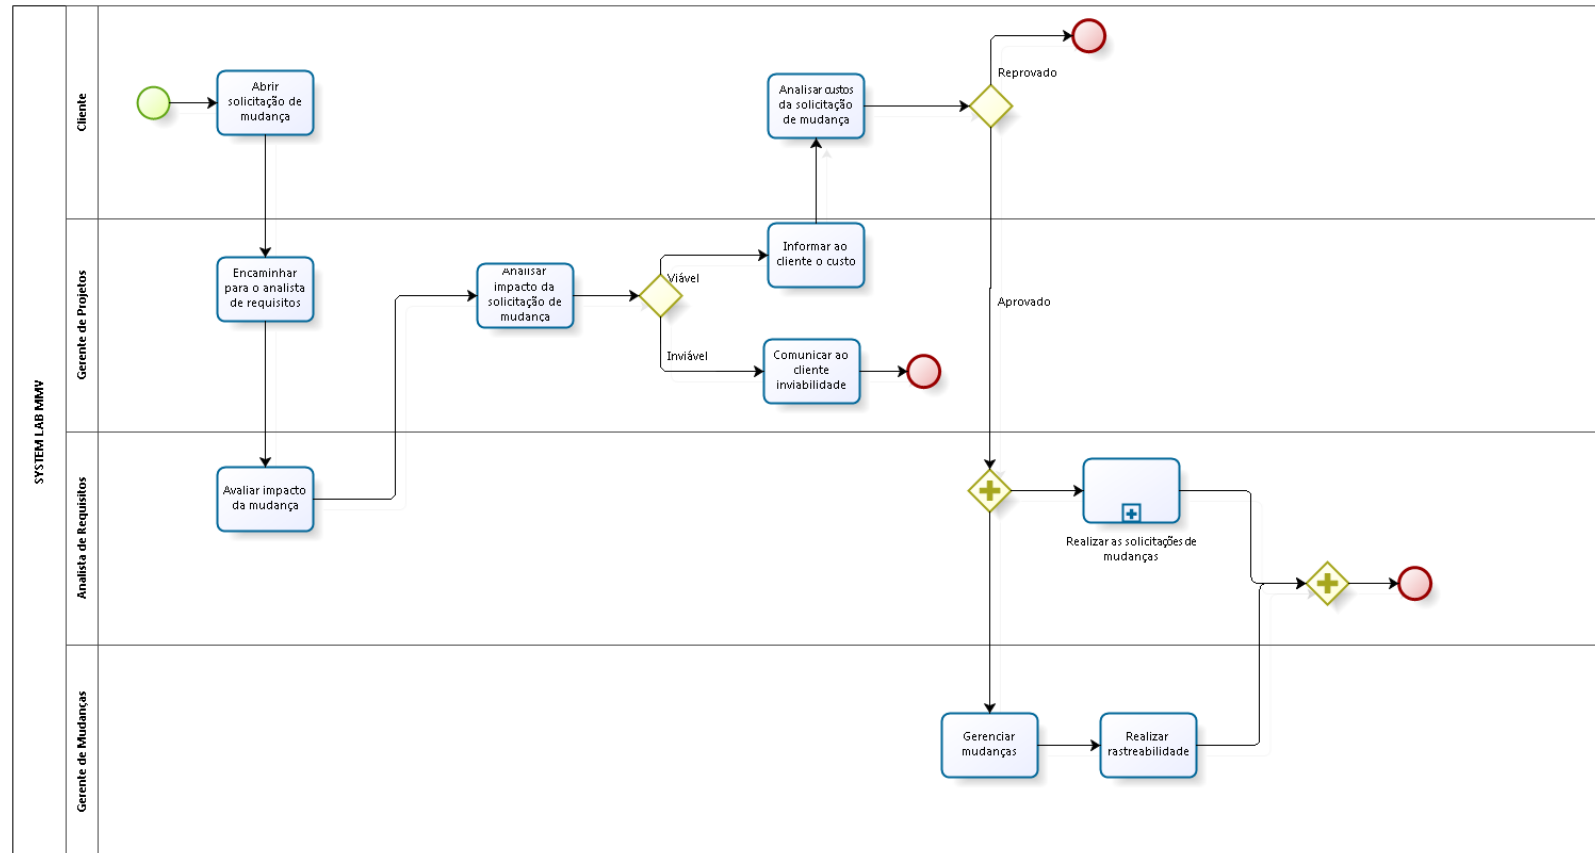 SYSTEM LAB MMV
Cliente
Abrir
solicitação de
mudança
Analisar custos
da solicitação
de mudança
Reprovado
Gerente de Projetos
Encaminhar
para o analista
de requisitos
Analisar
impacto da
solicitação de
mudança
Viável
Informar ao
cliente o custo
Inviável
Comunicar ao
cliente
inviabilidade
Aprovado
Analista de Requisitos
Avaliar impacto
da mudança
Realizar as solicitações de
mudanças
Gerente de Mudanças
Gerenciar
mudanças
Realizar
rastreabilidade